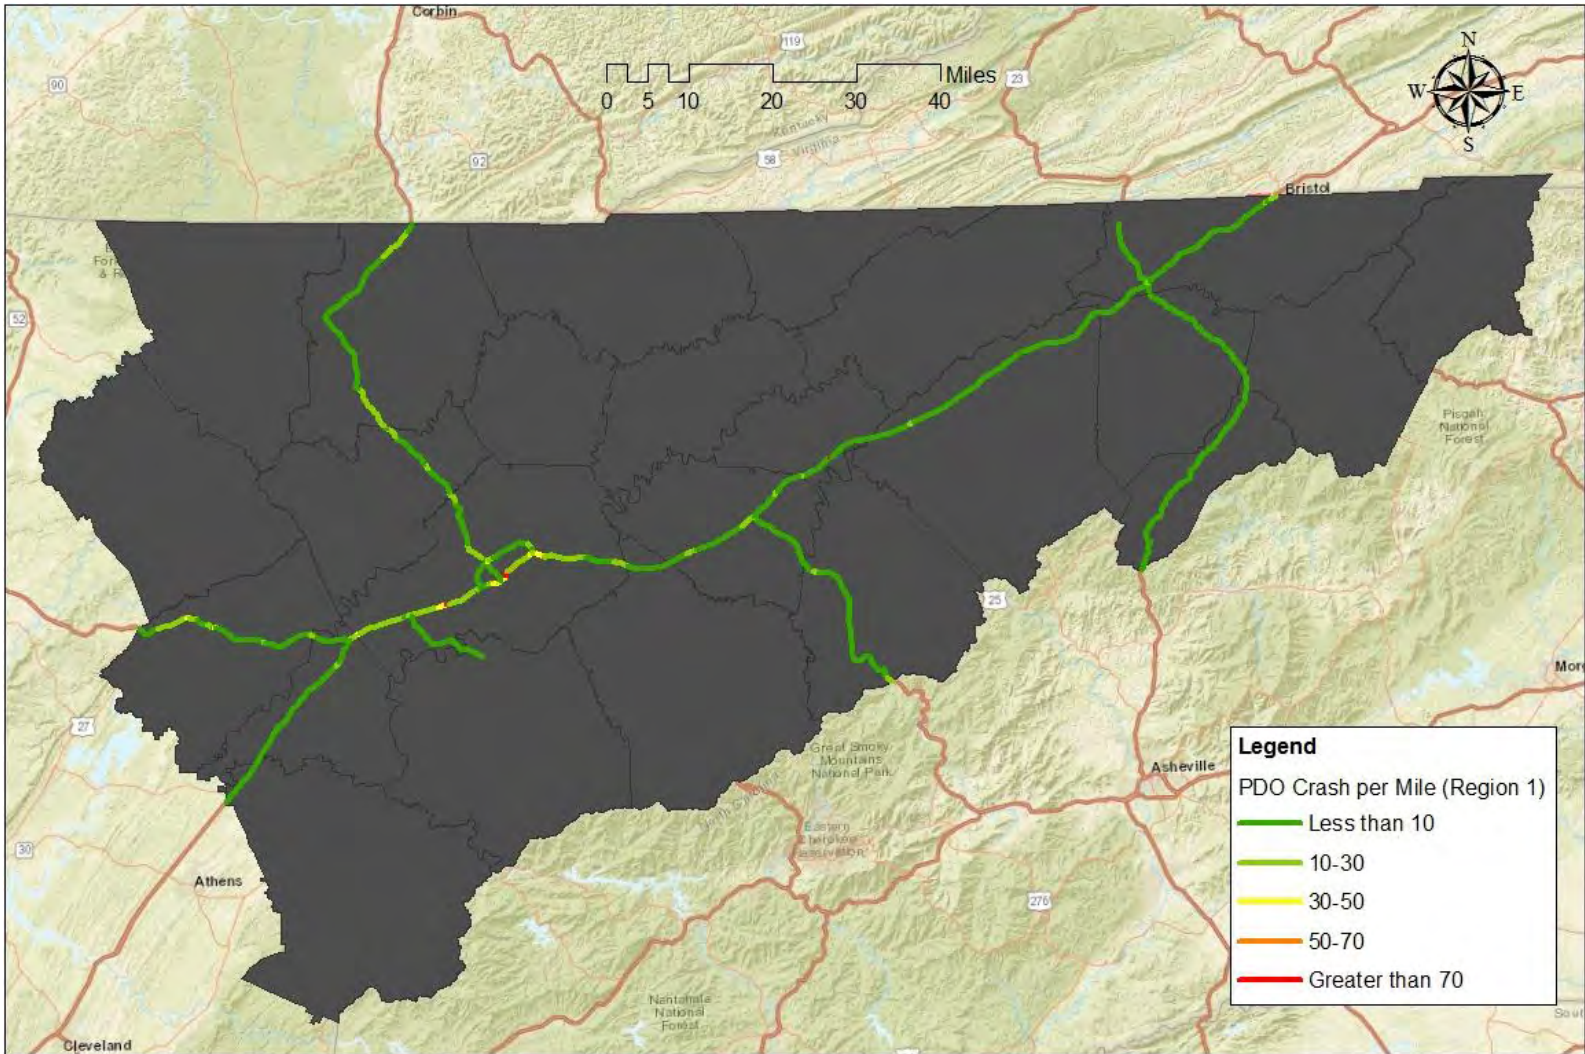 Corbin
119
Miles
0 5 10 20 30 40
23
N
W E
S
90
Kentucky
Virginia
92
58
Bristol
52
Pisgah
National
Forest
25
27
Great Smoky
Mountains
National Park
Asheville
Eastern
Cherokee
30
Athens
276
Nantahala
National
Forest
Cleveland
Legend
PDO Crash per Mile (Region 1)
Less than 10
10-30
30-50
50-70
Greater than 70